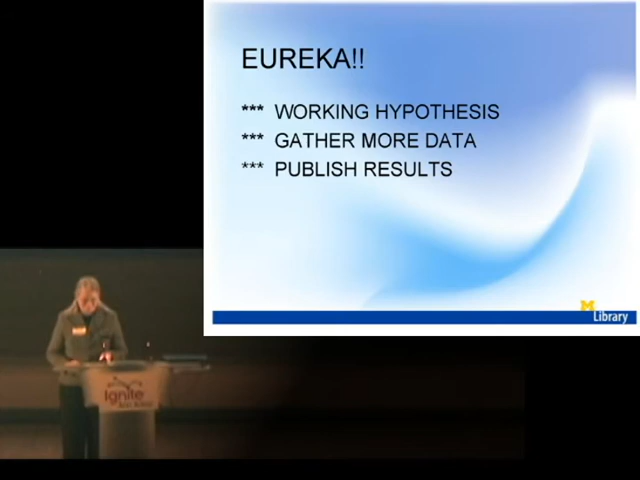 EUREKA!!
*** WORKING HYPOTHESIS
*** GATHER MORE DATA
*** PUBLISH RESULTS
M
Library
Ignite